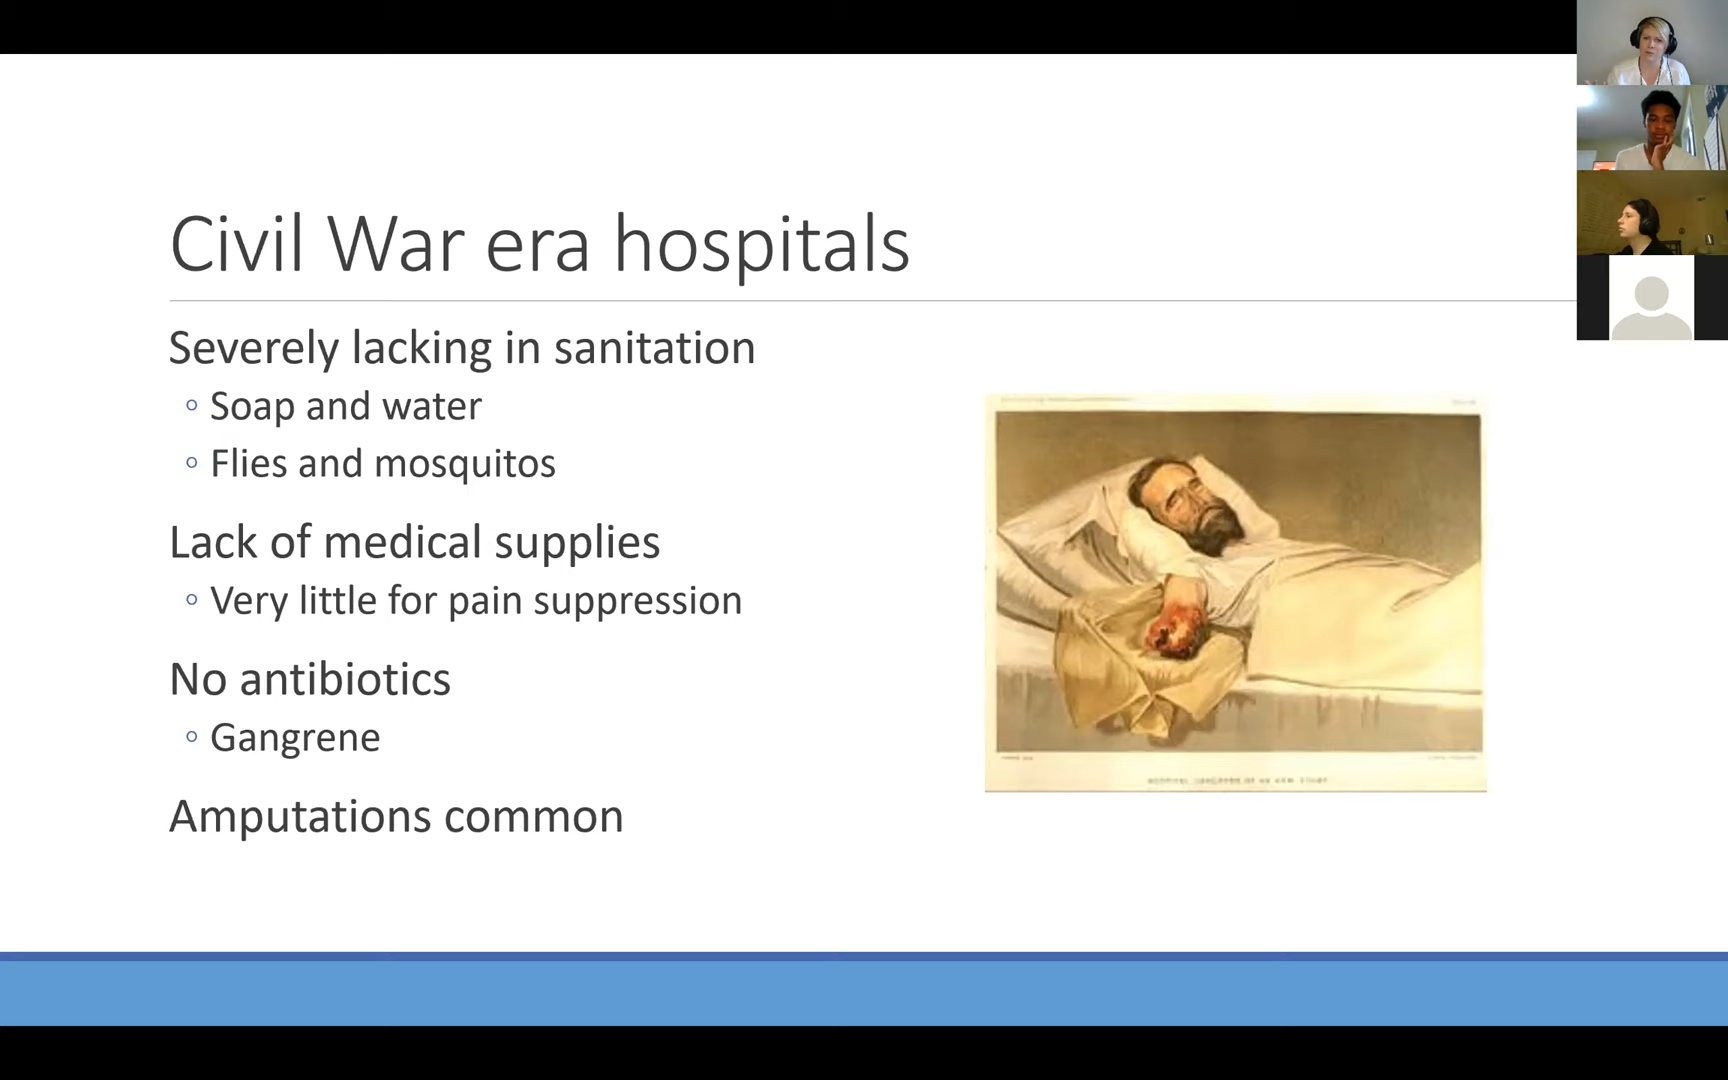 Civil War era hospitals
Severely lacking in sanitation
◦ Soap and water
◦ Flies and mosquitos
Lack of medical supplies
◦ Very little for pain suppression
No antibiotics
◦ Gangrene
Amputations common